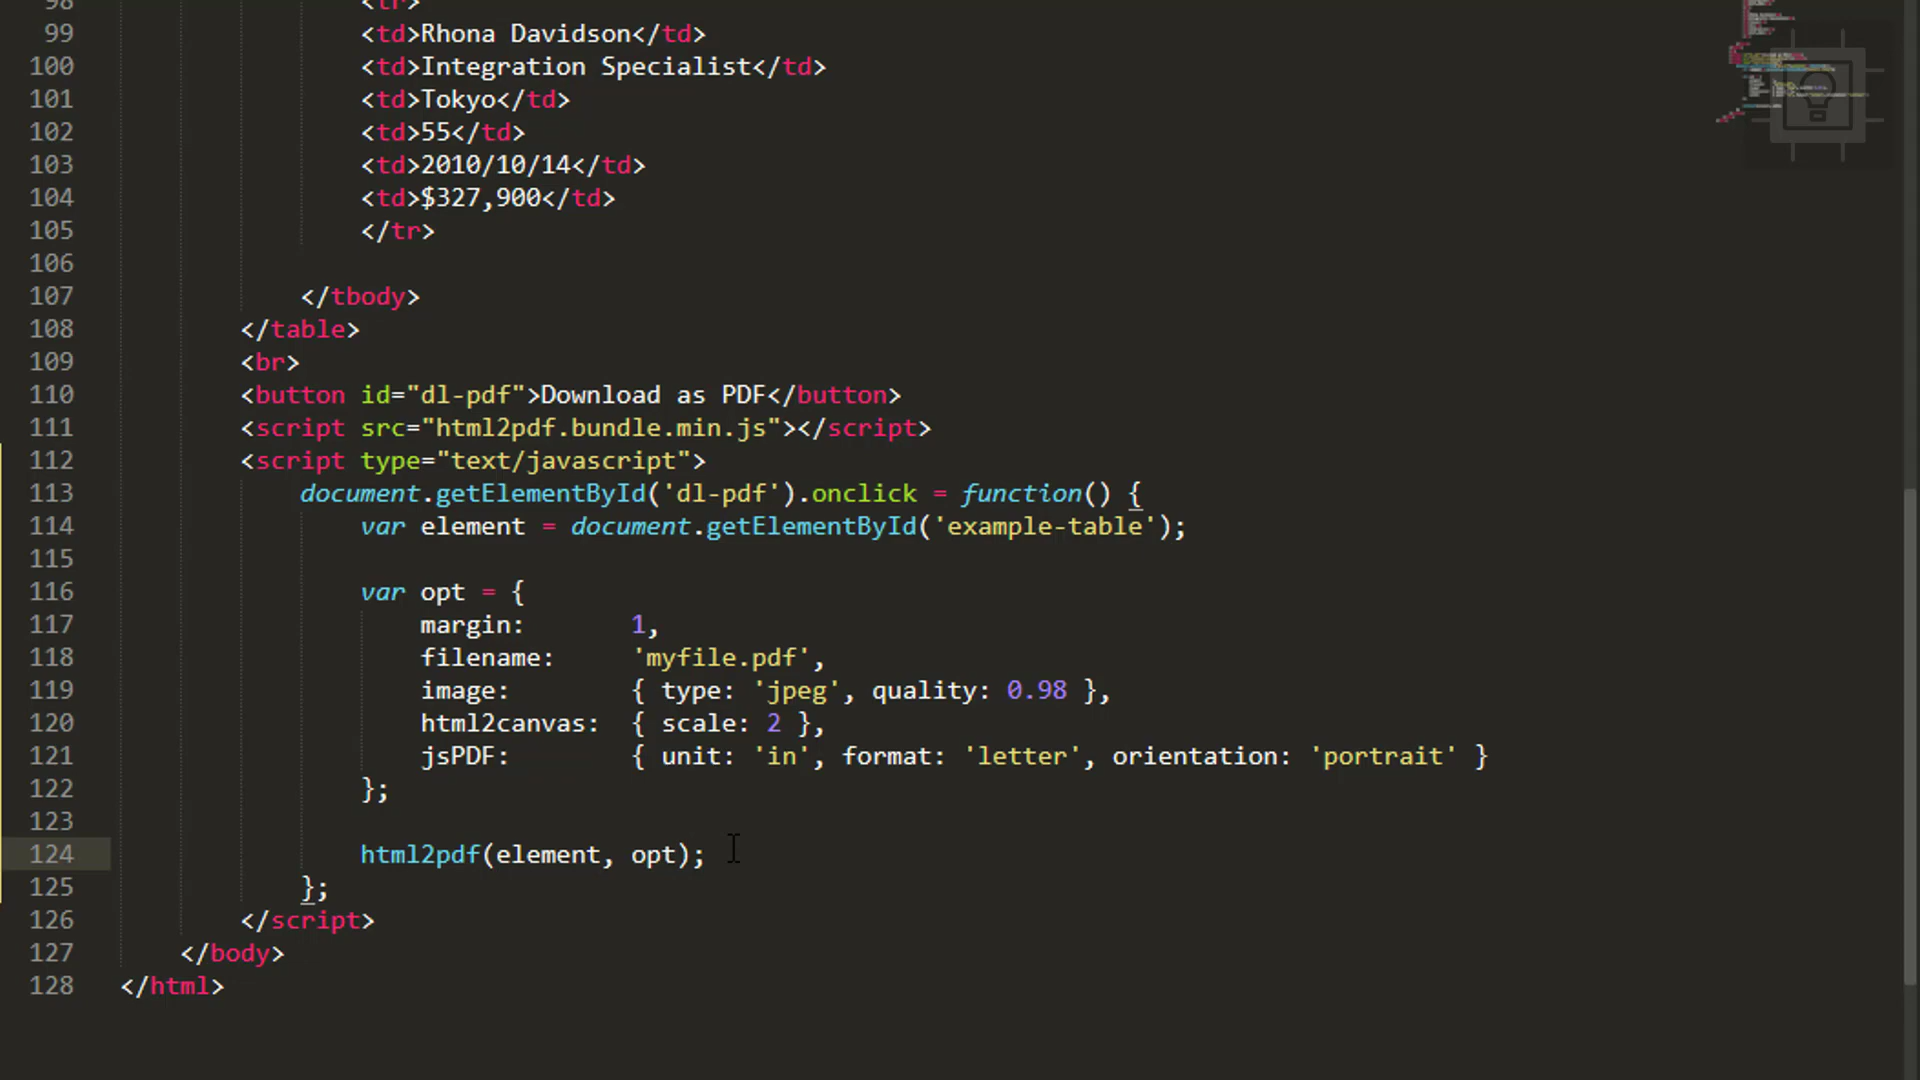 98 <tr>
99 <td>Rhona Davidson</td>
100 <td>Integration Specialist</td>
101 <td>Tokyo</td>
102 <td>55</td>
103 <td>2010/10/14</td>
104 <td>$327,900</td>
105 </tr>
106
107 </tbody>
108 </table>
109 <br>
110 <button id="dl-pdf">Download as PDF</button>
111 <script src="html2pdf.bundle.min.js"></script>
112 <script type="text/javascript">
113 document.getElementById('dl-pdf').onclick = function() {
114 var element = document.getElementById('example-table');
115
116 var opt = {
117 margin: 1,
118 filename: 'myfile.pdf',
119 image: { type: 'jpeg', quality: 0.98 },
120 html2canvas: { scale: 2 },
121 jsPDF: { unit: 'in', format: 'letter', orientation: 'portrait' }
122 };
123
124 html2pdf(element, opt);
125 };
126 </script>
127 </body>
128 </html>